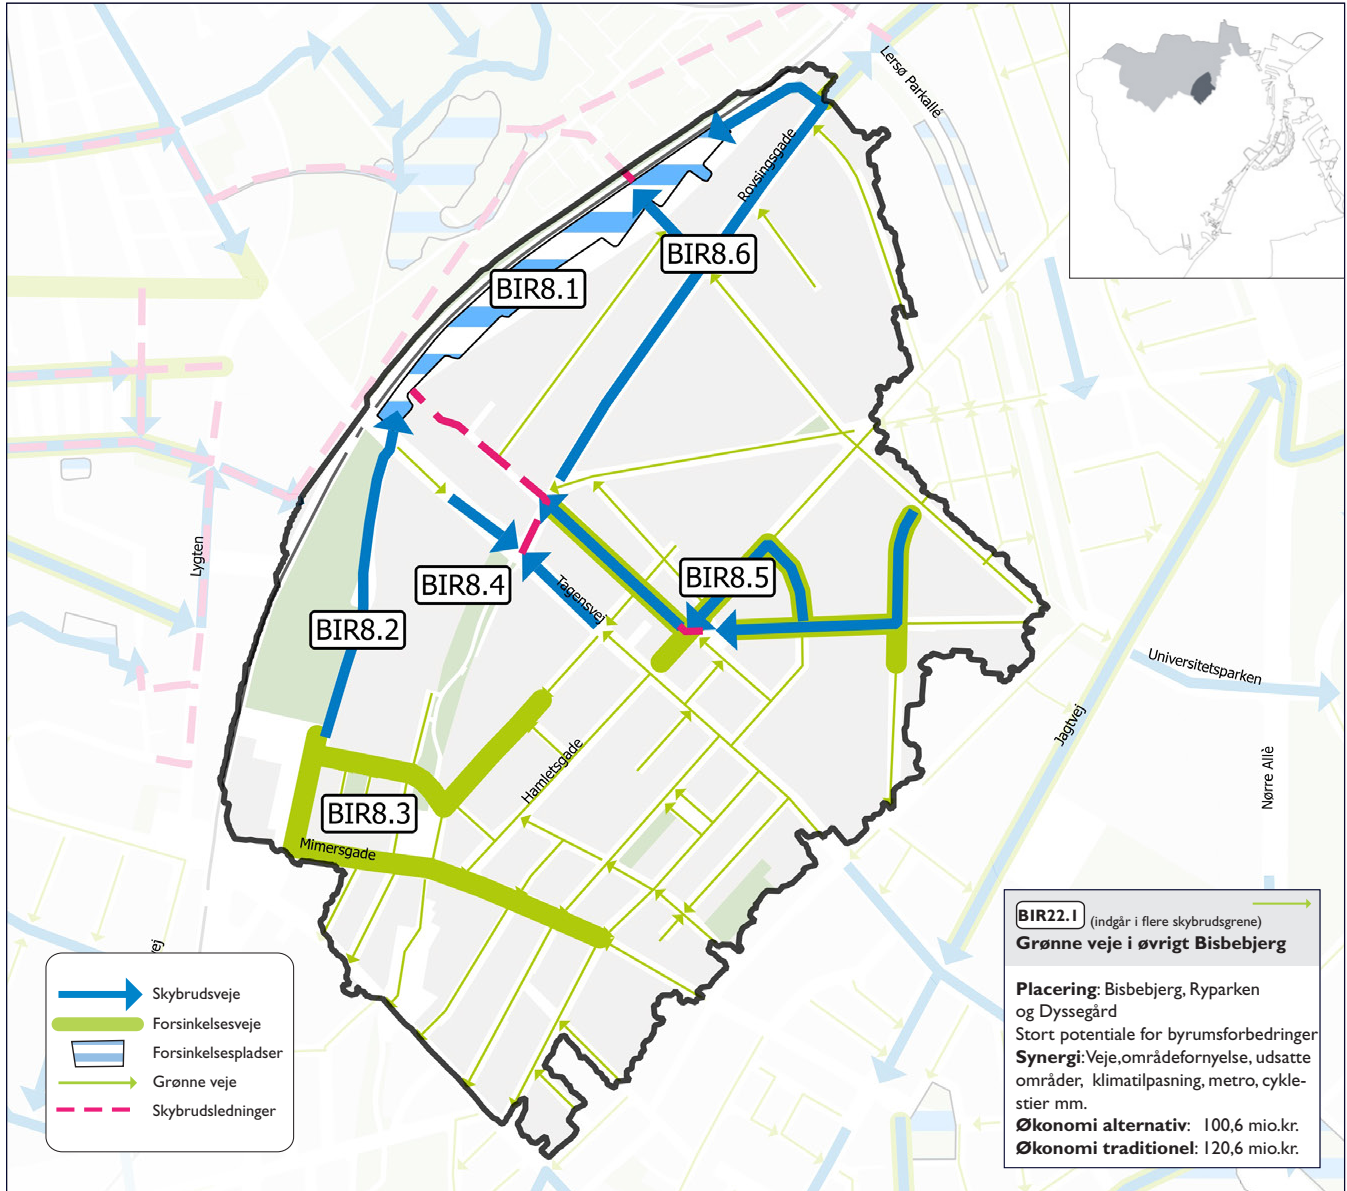 Lersø Parkallé
Rovsingsgade
BIR8.6
BIR8.1
Lygten
BIR8.4
Tagensvej
BIR8.5
BIR8.2
Universitetsparken
Jagtvej
Nørre Allè
Hamletsgade
BIR8.3
Mimersgade
vej
Skybrudsveje
Forsinkelsesveje
Forsinkelsespladser
Grønne veje
Skybrudsledninger
BIR22.1 (indgår i flere skybrudsgrene)
Grønne veje i øvrigt Bisbebjerg
Placering: Bisbebjerg, Ryparken
og Dyssegård
Stort potentiale for byrumsforbedringer
Synergi: Veje, områdefornyelse, udsatte
områder, klimatilpasning, metro, cykle-
stier mm.
Økonomi alternativ: 100,6 mio.kr.
Økonomi traditionel: 120,6 mio.kr.